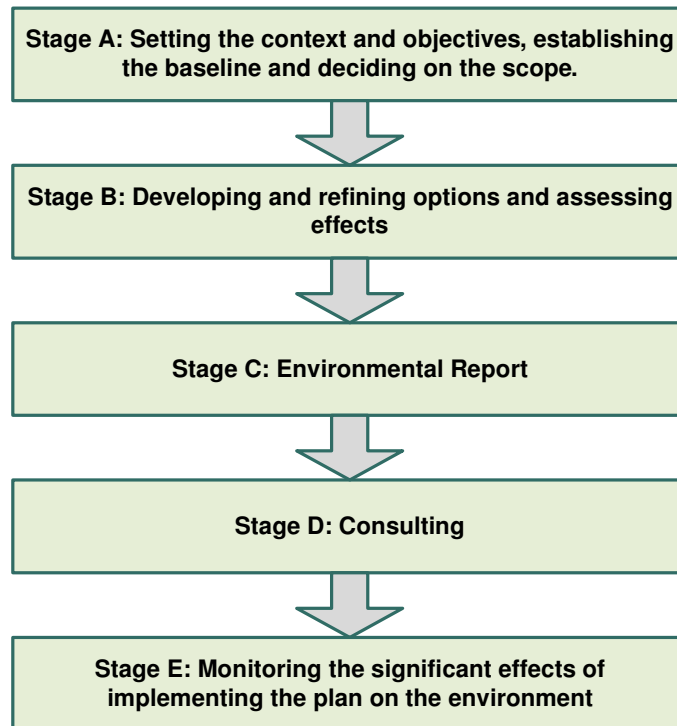 Stage A: Setting the context and objectives, establishing
the baseline and deciding on the scope.
Stage B: Developing and refining options and assessing
effects
Stage C: Environmental Report
Stage D: Consulting
Stage E: Monitoring the significant effects of
implementing the plan on the environment